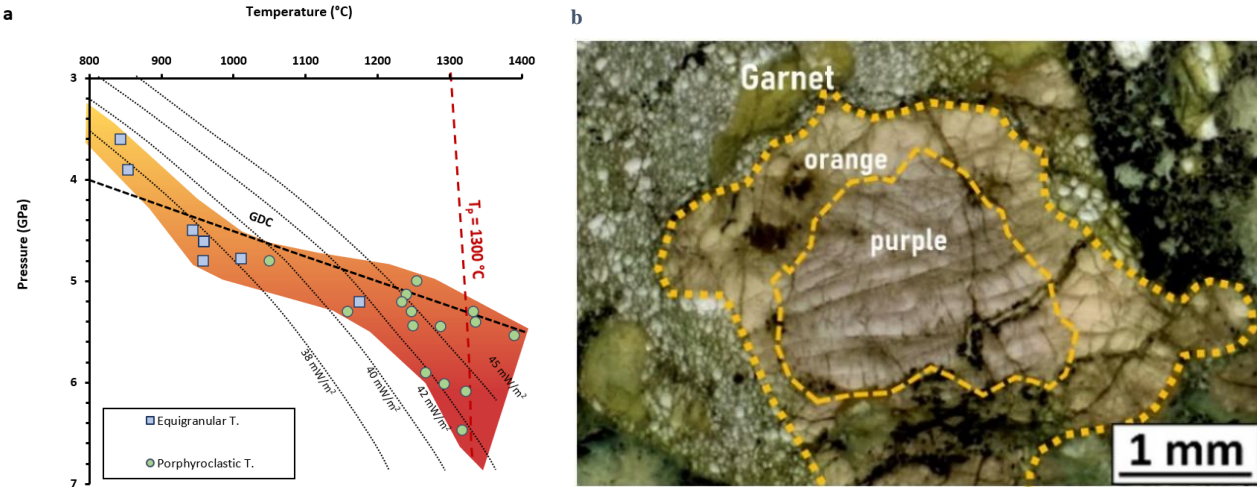 a
Temperature (°C)
800 900 1000 1100 1200 1300 1400
Pressure (GPa)
3
4
5
6
7
GDC
Tp = 1300 °C
38 mW/m²
40 mW/m²
42 mW/m²
45 mW/m²
Equigranular T.
Porphyroclastic T.
b
Garnet
orange
purple
1 mm